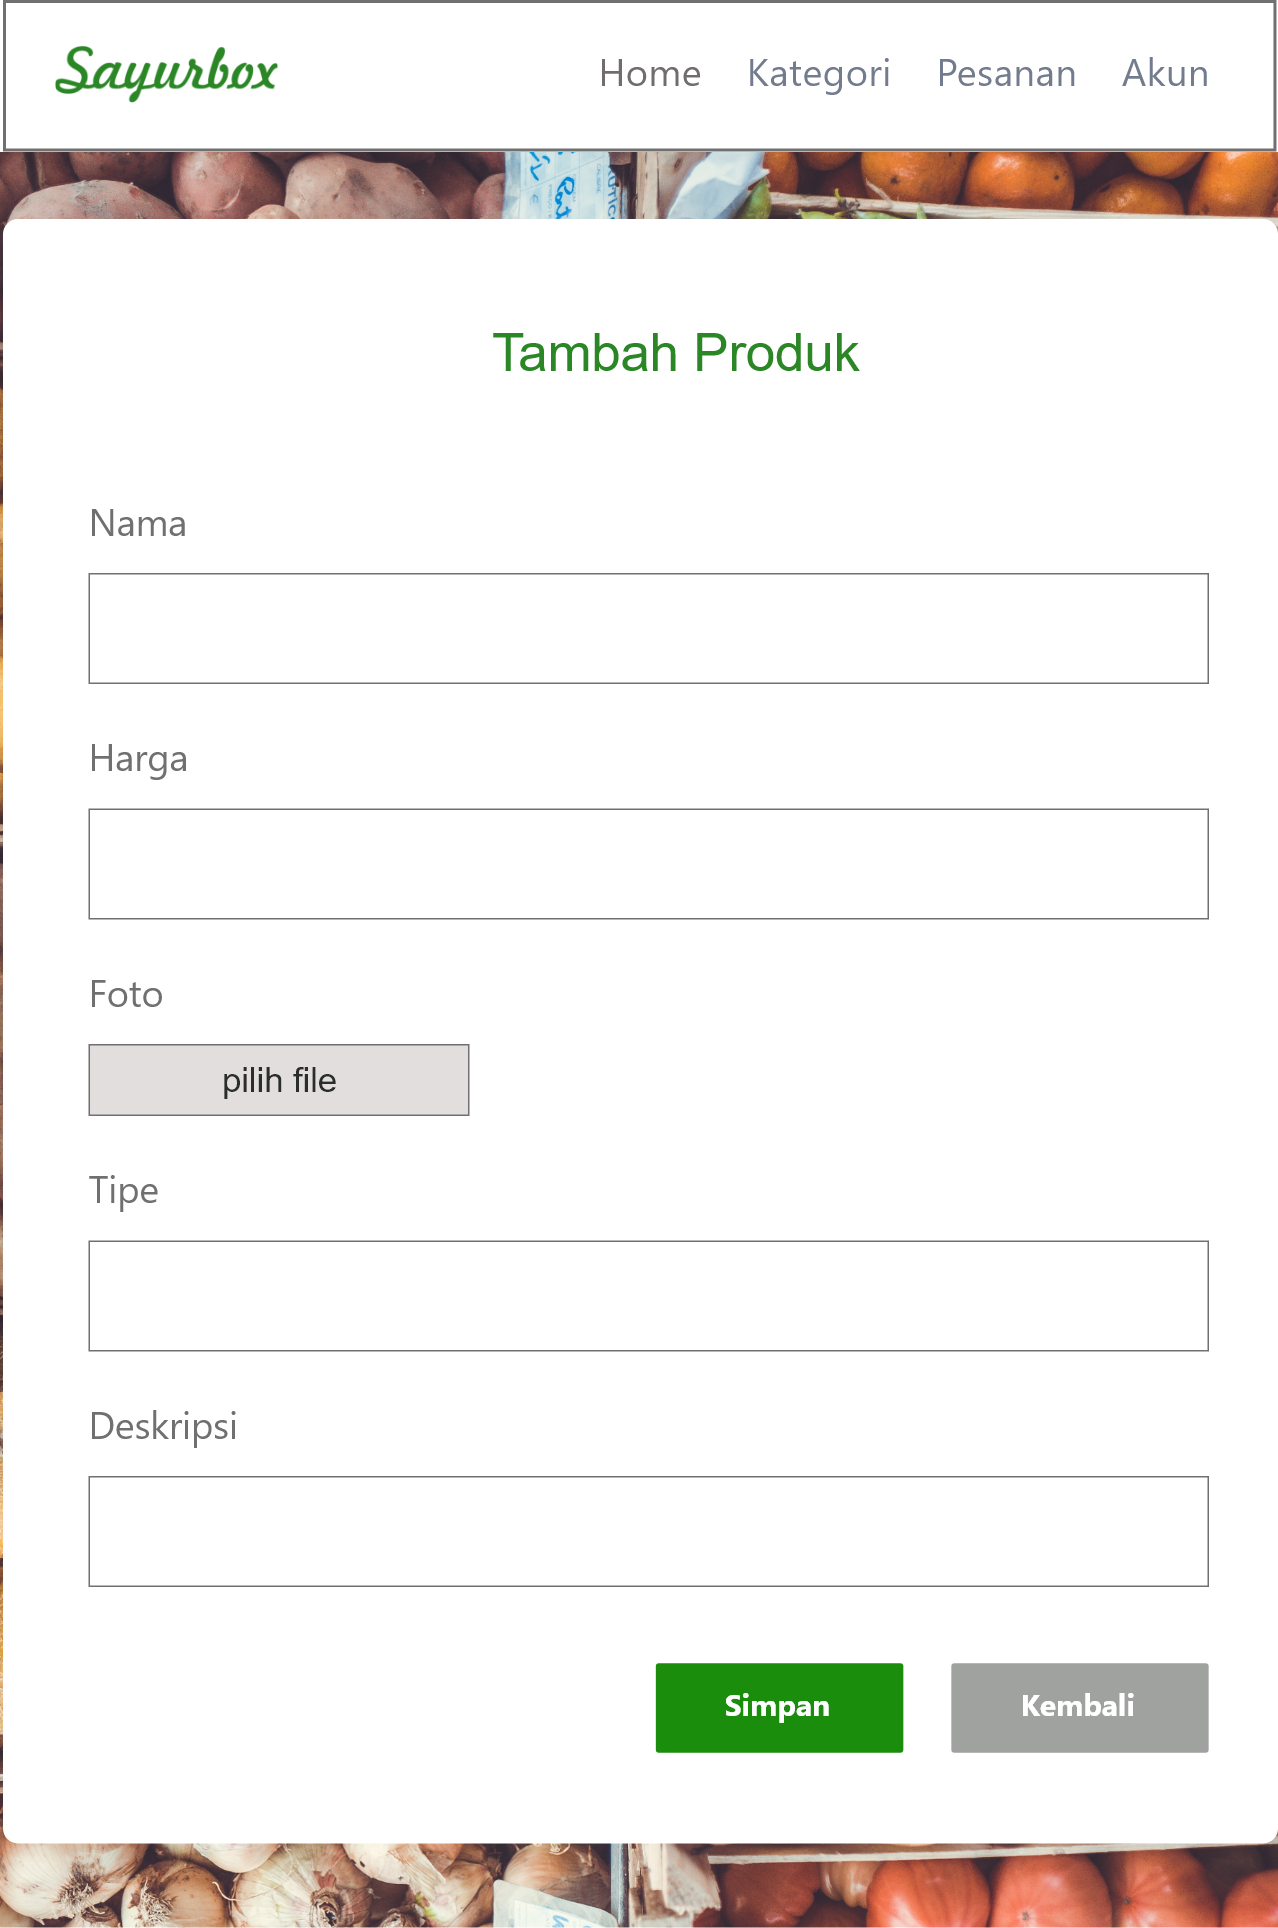 Sayurbox
Home Kategori Pesanan Akun
Tambah Produk
Nama
Harga
Foto
pilih file
Tipe
Deskripsi
Simpan Kembali